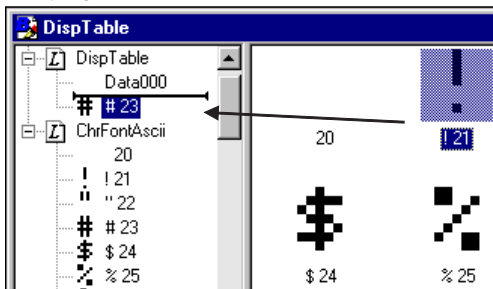 DispTable
L DispTable
Data000
# # 23
L ChrFontAscii
20
! ! 21
" " 22
# # 23
$ $ 24
% % 25
!
20 ! 21
$ %
$ 24 % 25